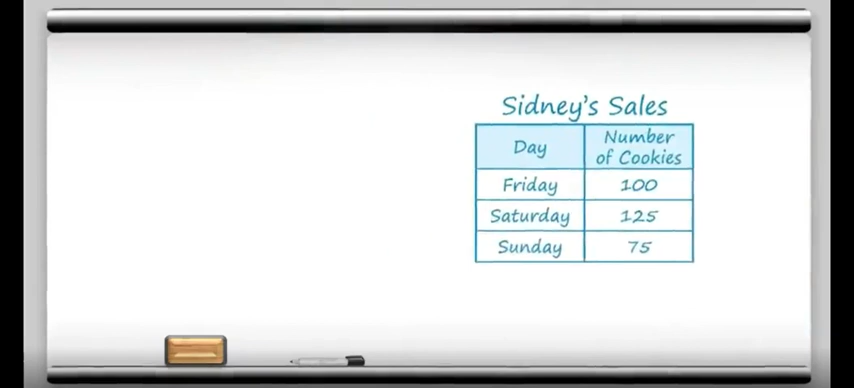 Sidney's Sales
Day
Number
of Cookies
Friday 100
Saturday 125
Sunday 75